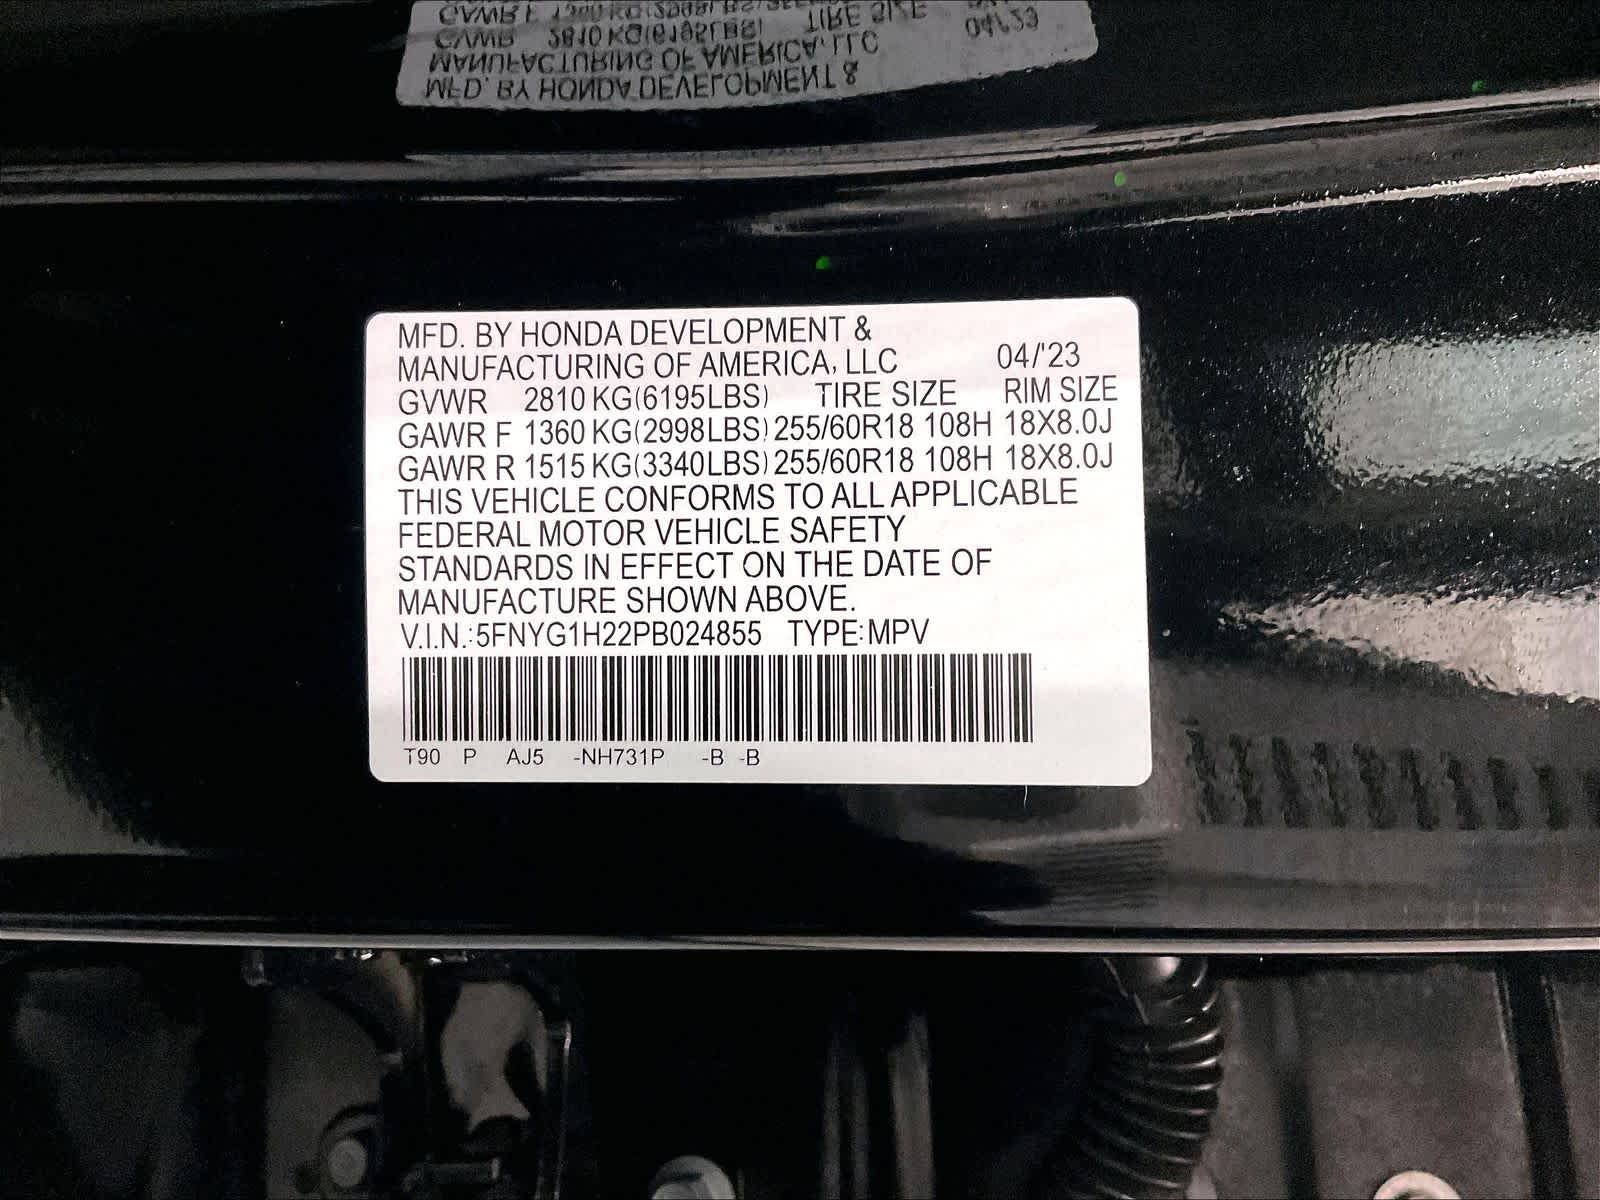 MFD. BY HONDA DEVELOPMENT &
MANUFACTURING OF AMERICA, LLC 04/'23
GVWR 2810 KG(6195LBS) TIRE SIZE RIM SIZE
GAWR F 1360 KG(2998LBS) 255/60R18 108H 18X8.0J
GAWR R 1515 KG(3340LBS) 255/60R18 108H 18X8.0J
THIS VEHICLE CONFORMS TO ALL APPLICABLE
FEDERAL MOTOR VEHICLE SAFETY
STANDARDS IN EFFECT ON THE DATE OF
MANUFACTURE SHOWN ABOVE.
V.I.N.:5FNYG1H22PB024855 TYPE:MPV
T90 P AJ5 -NH731P -B -B